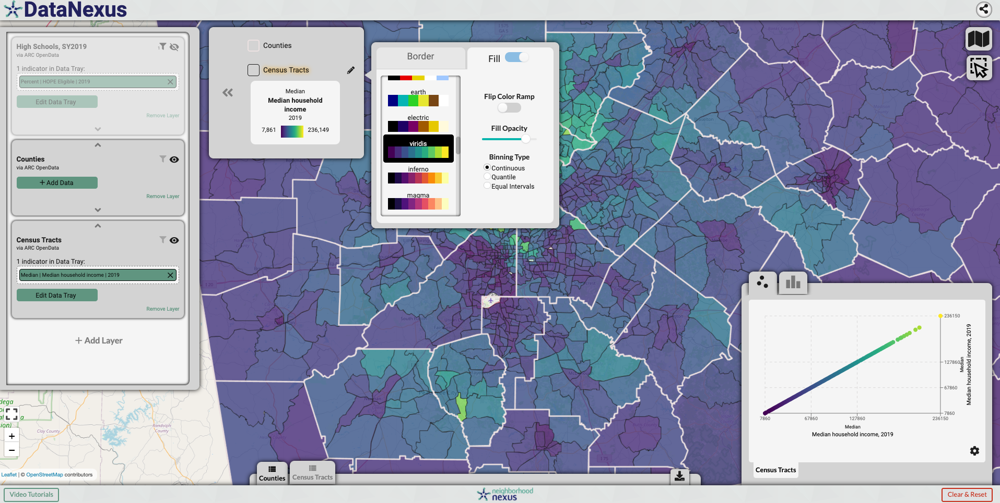 DataNexus
High Schools, SY2019
via ARC OpenData
1
1 indicator in Data Tray:
Percent | HOPE Eligible | 2019
Edit Data Tray
Remove Layer
Counties
via ARC OpenData
+ Add Data
Remove Layer
Census Tracts
via ARC OpenData
1 indicator in Data Tray:
Median | Median household income | 2019
Edit Data Tray
Remove Layer
+ Add Layer
Counties
Census Tracts
Median
Median household
income
2019
7,861
236,149
Border
Fill
earth
electric
viridis
inferno
magma
Flip Color Ramp
Fill Opacity
Binning Type
Continuous
Quantile
Equal Intervals
Clay County
Randolph
County
+
−
Leaflet | © OpenStreetMap contributors
Counties
Census Tracts
236150
127860
67860
7860
Median
Median household income, 2019
7860
67860
127860
236150
Median
Median household income, 2019
Census Tracts
Video Tutorials
neighborhood
nexus
Clear & Reset